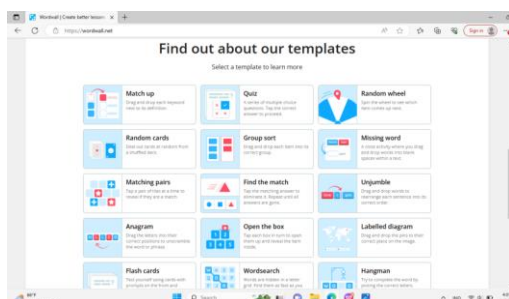 Wordwall | Create better lesson
https://wordwall.net
Sign in
Find out about our templates
Select a template to learn more
Match up
Drag and drop each keyword
next to its definition.
Quiz
A series of multiple choice
questions. Tap the correct
answer to proceed.
Random wheel
Spin the wheel to see which
item comes up next.
Random cards
Deal out cards at random from
a shuffled deck.
Group sort
Drag and drop each item into its
correct group.
Missing word
A cloze activity where you drag
and drop words into blank
spaces within a text.
Matching pairs
Tap a pair of tiles at a time to
reveal if they are a match.
Find the match
Tap the matching answer to
eliminate it. Repeat until all
answers are gone.
Unjumble
Drag and drop words to
rearrange each sentence into its
correct order.
Anagram
Drag the letters into their
correct positions to unscramble
the word or phrase.
Open the box
Tap each box in turn to open
them up and reveal the item
inside.
Labelled diagram
Drag and drop the pins to their
correct place on the image.
Flash cards
Test yourself using cards with
prompts on the front and
Wordsearch
Words are hidden in a letter
grid. Find them as fast as you
Hangman
Try to complete the word by
picking the correct letters.
Search